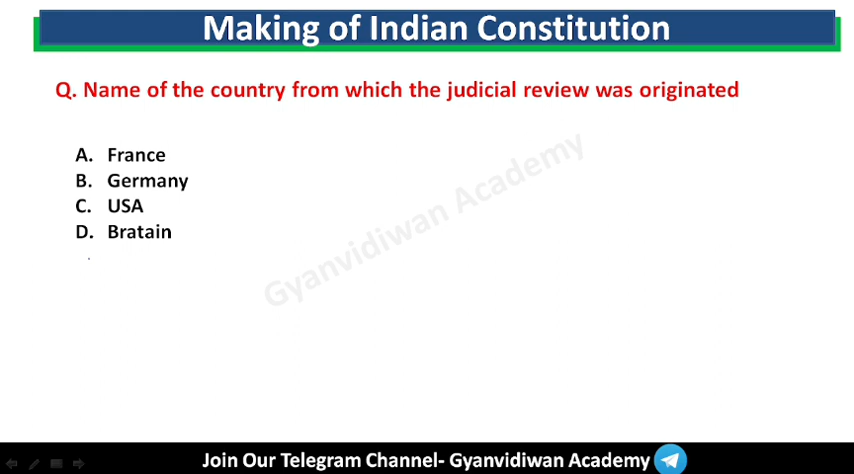 Making of Indian Constitution
Q. Name of the country from which the judicial review was originated
A. France
B. Germany
C. USA
D. Bratain
Gyanvidiwan Academy
Join Our Telegram Channel- Gyanvidiwan Academy